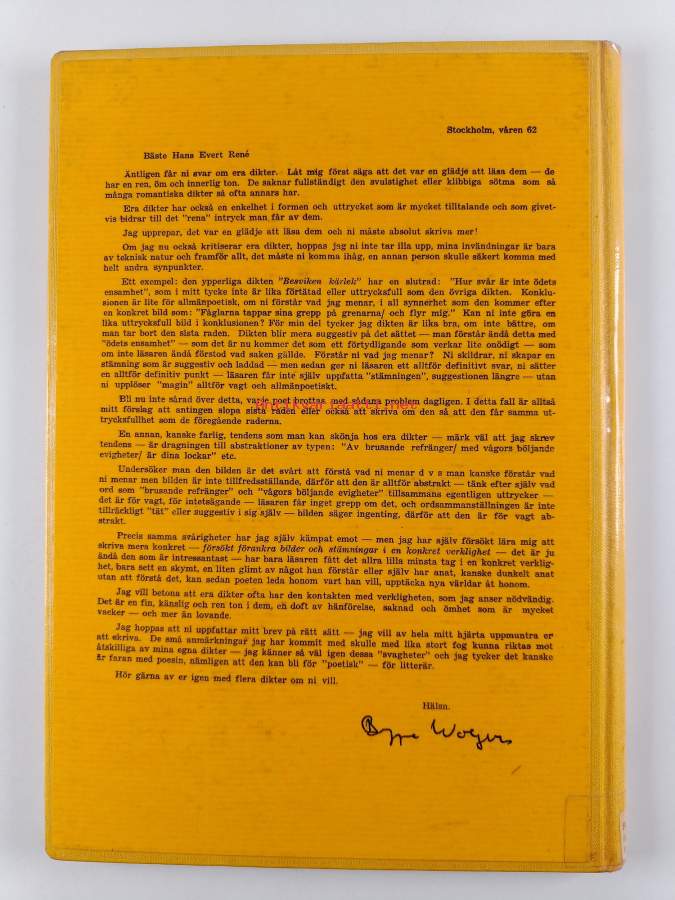 Stockholm, våren 62
Bäste Hans Evert René
Äntligen får ni svar om era dikter. Låt mig först säga att det var en glädje att läsa dem — de
har en ren, öm och innerlig ton. De saknar fullständigt den svulstighet eller klibbiga sötma som så
många romantiska dikter så ofta annars har.
Era dikter har också en enkelhet i formen och uttrycket som är mycket tilltalande och som givet-
vis bidrar till det "rena" intryck man får av dem.
Jag upprepar, det var en glädje att läsa dem och ni måste absolut skriva mer!
Om jag nu också kritiserar era dikter, hoppas jag ni inte tar illa upp, mina invändningar är bara
av teknisk natur och framför allt, det måste ni komma ihåg, en annan person skulle säkert komma med
helt andra synpunkter.
Ett exempel: den ypperliga dikten "Besviken kärlek" har en slutrad: "Hur svår är inte ödets
ensamhet", som i mitt tycke inte är lika förtätad eller uttrycksfull som den övriga dikten. Konklu-
sionen är lite för allmänpoetisk, om ni förstår vad jag menar, i all synnerhet som den kommer efter
en konkret bild som: "Fåglarna tappar sina grepp på grenarna/ och flyr mig." Kan ni inte göra en
lika uttrycksfull bild i konklusionen? För min del tycker jag dikten är lika bra, om inte bättre, om
man tar bort den sista raden. Dikten blir mera suggestiv på det sättet — man förstår ändå detta med
"ödets ensamhet" — som det är nu kommer det som ett förtydligande som verkar lite onödigt — som
om inte läsaren ändå förstod vad saken gällde. Förstår ni vad jag menar? Ni skildrar, ni skapar en
stämning som är suggestiv och laddad — men sedan ger ni läsaren ett alltför definitivt svar, ni sätter
en alltför definitiv punkt — läsaren får inte själv uppfatta "stämningen", suggestionen längre — utan
ni upplöser "magin" alltför vagt och allmänpoetiskt.
Bli nu inte sårad över detta, varje poet brottas med sådana problem dagligen. I detta fall är alltså
mitt förslag att antingen slopa sista raden eller också att skriva om den så att den får samma ut-
trycksfullhet som de föregående raderna.
En annan, kanske farlig, tendens som man kan skönja hos era dikter — märk väl att jag skrev
tendens — är dragningen till abstraktioner av typen: "Av brusande refränger/ med vågors böljande
evigheter/ är dina lockar" etc.
Undersöker man den bilden är det svårt att förstå vad ni menar d v s man kanske förstår vad
ni menar men bilden är inte tillfredsställande, därför att den är alltför abstrakt — tänk efter själv vad
ord som "brusande refränger" och "vågors böljande evigheter" tillsammans egentligen uttrycker —
det är för vagt, för intetsägande — läsaren får inget grepp om det, och ordsammanställningen är inte
tillräckligt "tät" eller suggestiv i sig själv — bilden säger ingenting, därför att den är för vagt ab-
strakt.
Precis samma svårigheter har jag själv kämpat emot — men jag har själv försökt lära mig att
skriva mera konkret — försökt förankra bilder och stämningar i en konkret verklighet — det är ju
ändå den som är intressantast — har bara läsaren fått det allra lilla minsta tag i en konkret verklig-
het, bara sett en skymt, en liten glimt av något han förstår eller själv har anat, kanske dunkelt anat
utan att förstå det, kan sedan poeten leda honom vart han vill, upptäcka nya världar åt honom.
Jag vill betona att era dikter ofta har den kontakten med verkligheten, som jag anser nödvändig.
Det är en fin, känslig och ren ton i dem, en doft av hänförelse, saknad och ömhet som är mycket
vacker — och mer än lovande.
Jag hoppas att ni uppfattar mitt brev på rätt sätt — jag vill av hela mitt hjärta uppmuntra er
att skriva. De små anmärkningar jag har kommit med skulle med lika stort fog kunna riktas mot
åtskilliga av mina egna dikter — jag känner så väl igen dessa "svagheter" och jag tycker det kanske
är faran med poesin, nämligen att den kan bli för "poetisk" — för litterär.
Hör gärna av er igen med flera dikter om ni vill.
Hälsn.
Beppe Wolgers